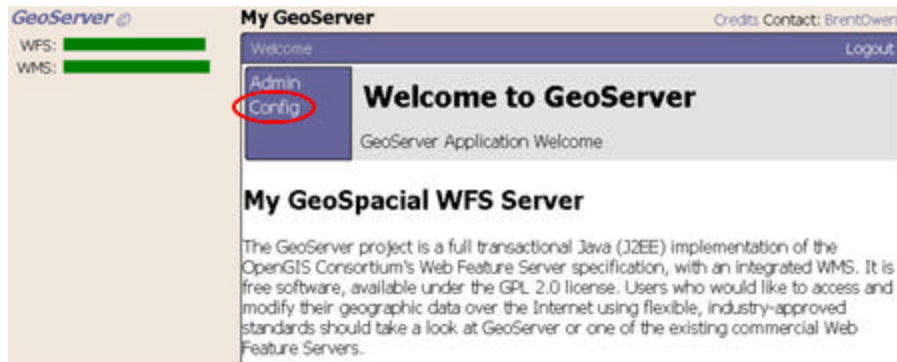 GeoServer ©
WFS:
WMS:
My GeoServer
Credits Contact: BrentOwen
Welcome
Logout
Admin
Config
Welcome to GeoServer
GeoServer Application Welcome
My GeoSpacial WFS Server
The GeoServer project is a full transactional Java (J2EE) implementation of the
OpenGIS Consortium's Web Feature Server specification, with an integrated WMS. It is
free software, available under the GPL 2.0 license. Users who would like to access and
modify their geographic data over the Internet using flexible, industry-approved
standards should take a look at GeoServer or one of the existing commercial Web
Feature Servers.